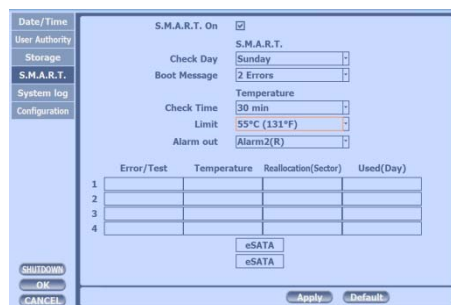 Date/Time
User Authority
Storage
S.M.A.R.T.
System log
Configuration
SHUTDOWN
OK
CANCEL
S.M.A.R.T. On
S.M.A.R.T.
Check Day Sunday
Boot Message 2 Errors
Temperature
Check Time 30 min
Limit 55°C (131°F)
Alarm out Alarm2(R)
Error/Test Temperature Reallocation(Sector) Used(Day)
1
2
3
4
eSATA
eSATA
Apply Default